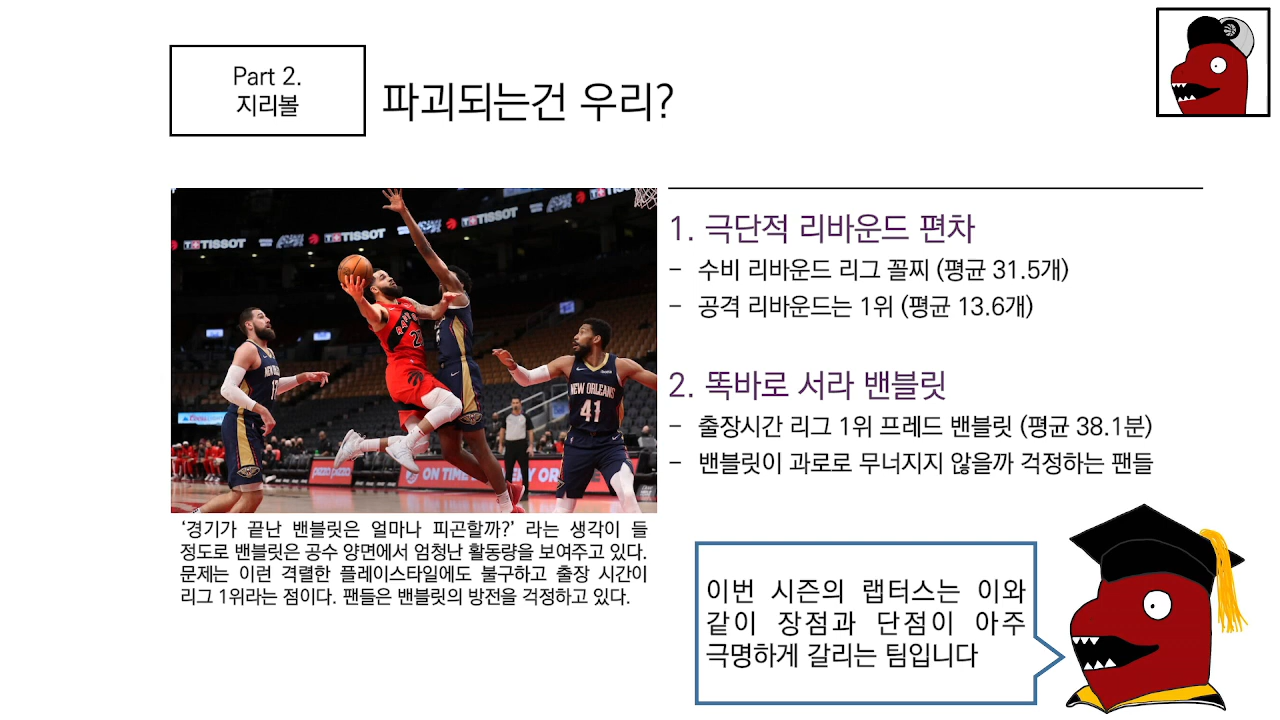 Part 2.
지리볼
파괴되는건 우리?
TISSOT
TISSOT
TISSOT
NEW ORLEANS
41
ON TIME
1. 극단적 리바운드 편차
- 수비 리바운드 리그 꼴찌 (평균 31.5개)
- 공격 리바운드는 1위 (평균 13.6개)
2. 똑바로 서라 밴블릿
- 출장시간 리그 1위 프레드 밴블릿 (평균 38.1분)
- 밴블릿이 과로로 무너지지 않을까 걱정하는 팬들
‘경기가 끝난 밴블릿은 얼마나 피곤할까?’ 라는 생각이 들
정도로 밴블릿은 공수 양면에서 엄청난 활동량을 보여주고 있다.
문제는 이런 격렬한 플레이스타일에도 불구하고 출장 시간이
리그 1위라는 점이다. 팬들은 밴블릿의 방전을 걱정하고 있다.
이번 시즌의 랩터스는 이와
같이 장점과 단점이 아주
극명하게 갈리는 팀입니다